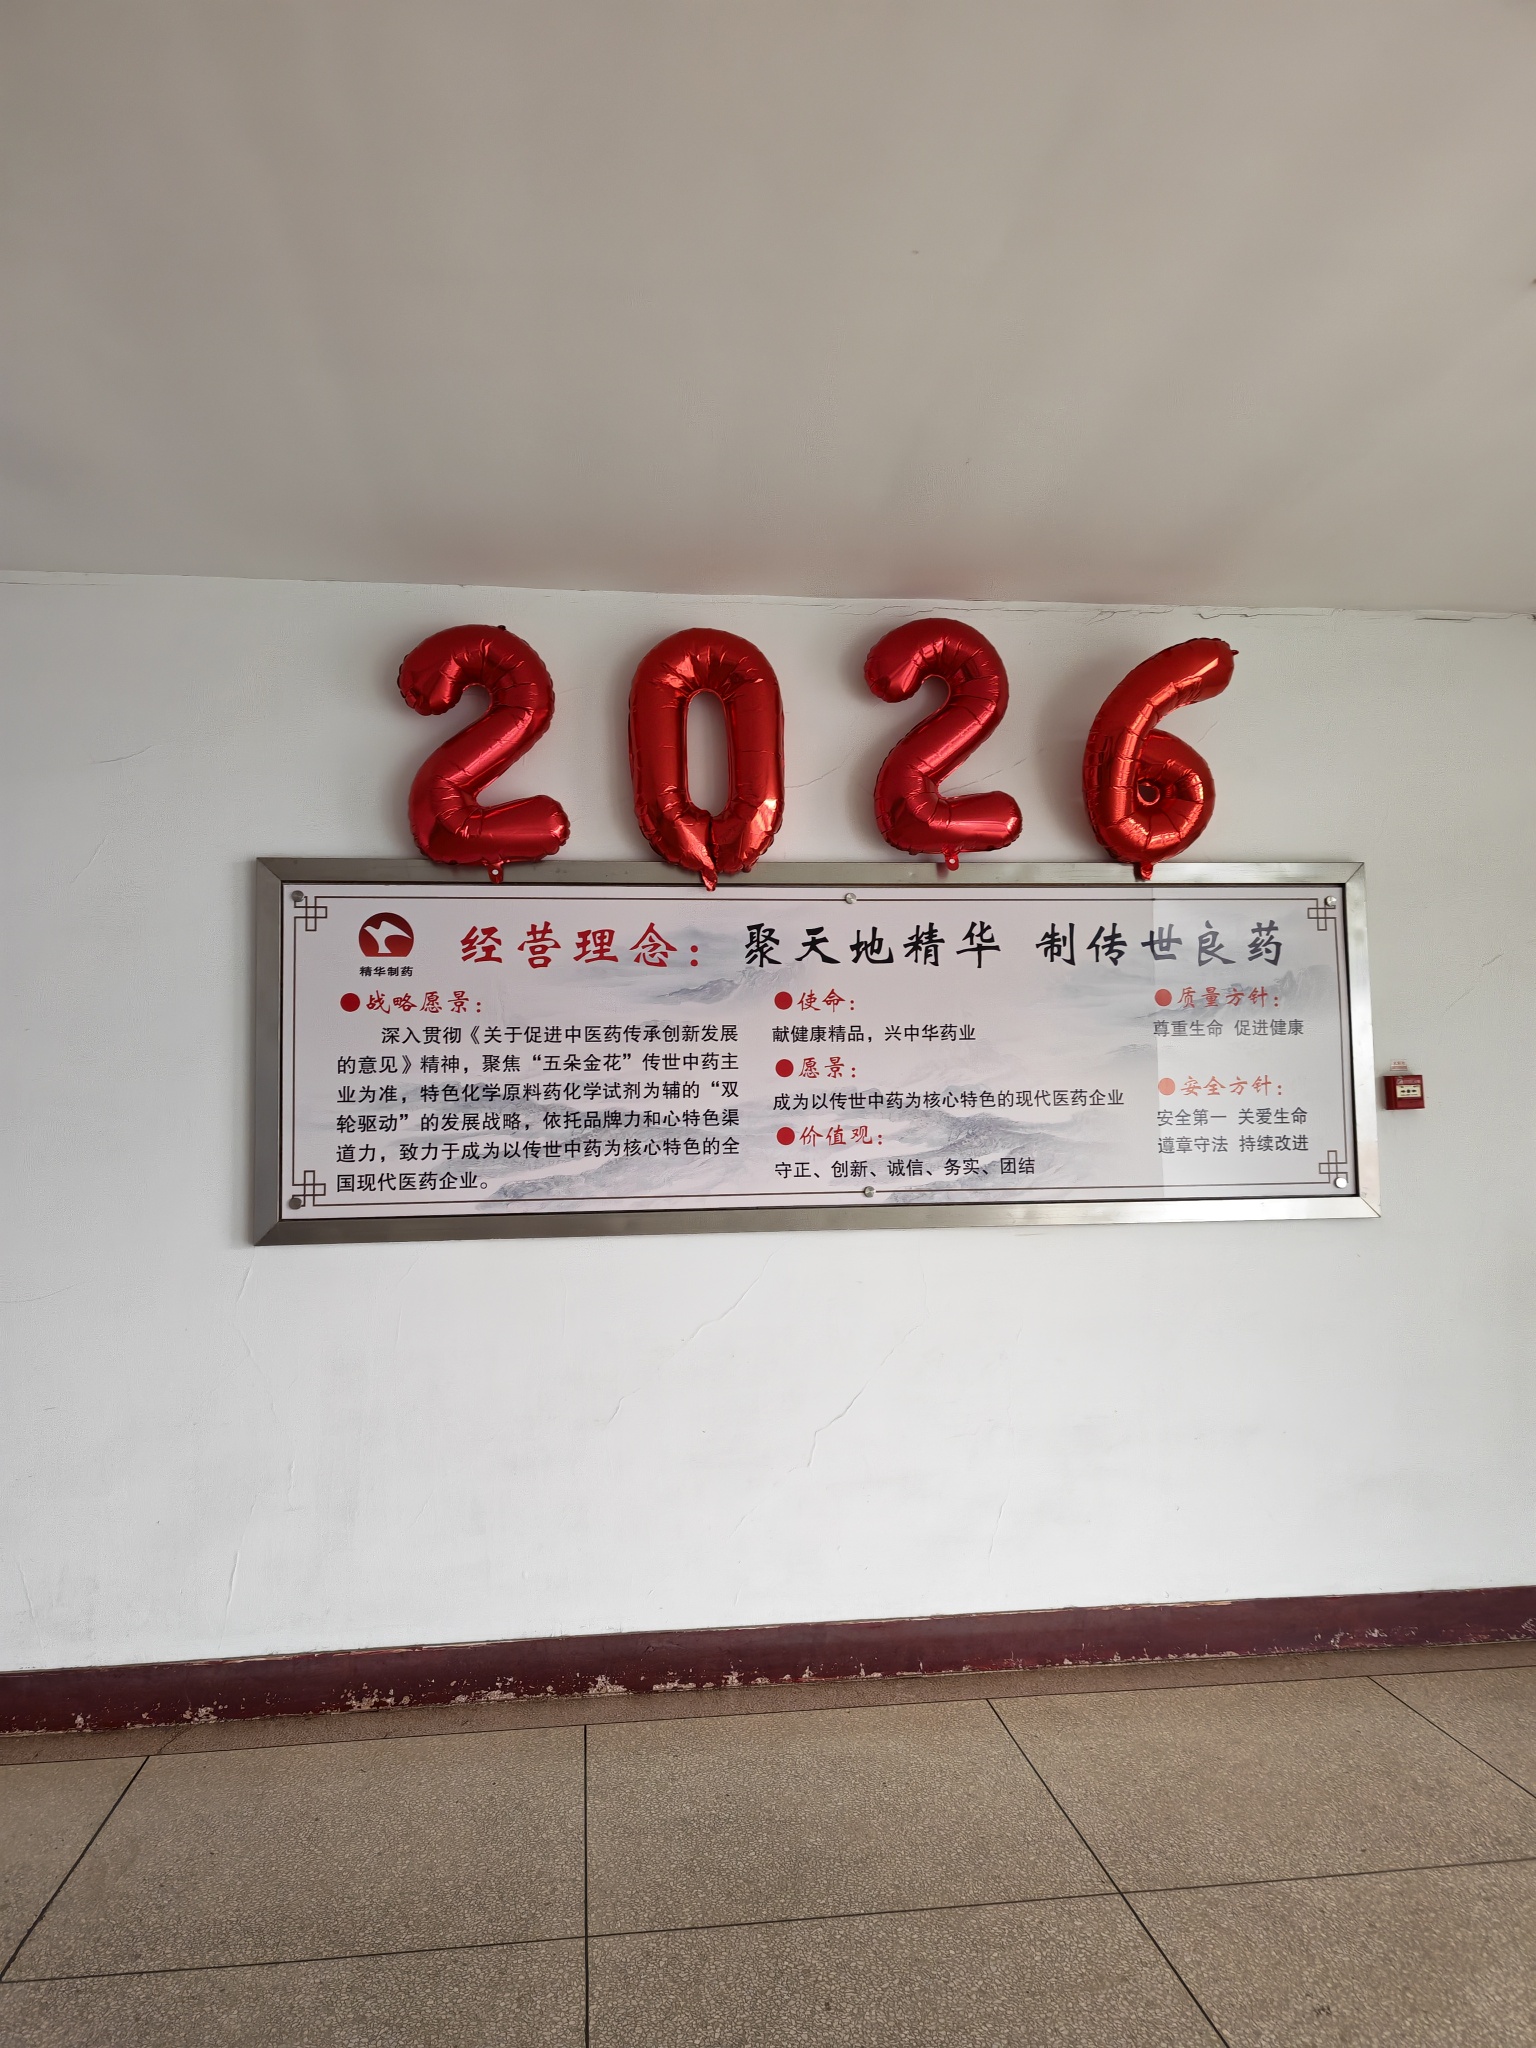 2026
精华制药
经营理念：聚天地精华 制传世良药
●战略愿景：
深入贯彻《关于促进中医药传承创新发展
的意见》精神，聚焦“五朵金花”传世中药主
业为准，特色化学原料药化学试剂为辅的“双
轮驱动”的发展战略，依托品牌力和心特色渠
道力，致力于成为以传世中药为核心特色的全
国现代医药企业。
●使命：
献健康精品，兴中华药业
●愿景：
成为以传世中药为核心特色的现代医药企业
●价值观：
守正、创新、诚信、务实、团结
●质量方针：
尊重生命 促进健康
●安全方针：
安全第一 关爱生命
遵章守法 持续改进